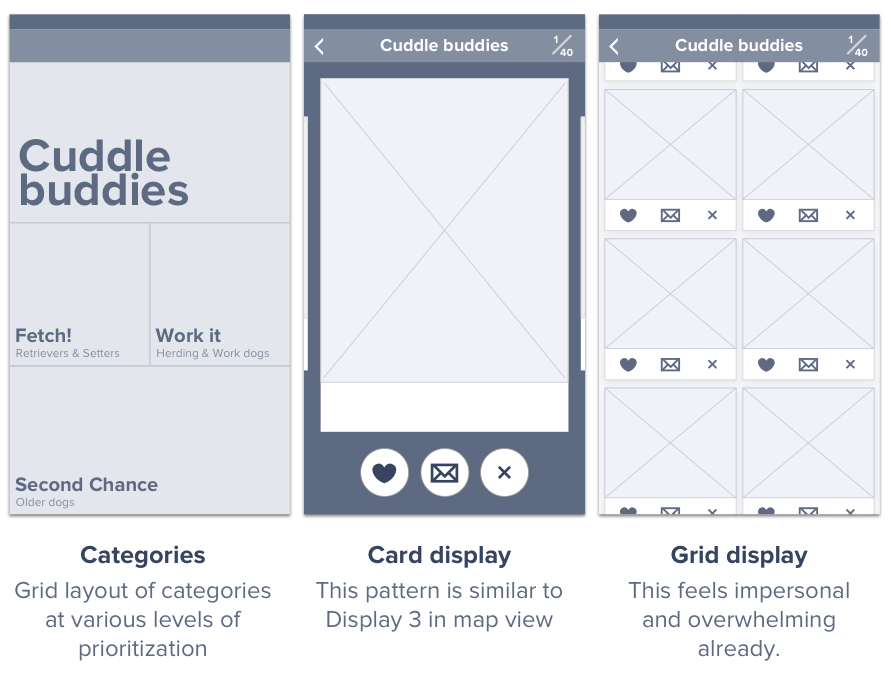 Cuddle
buddies
Fetch!
Retrievers & Setters
Work it
Herding & Work dogs
Second Chance
Older dogs
Cuddle buddies
1/40
Cuddle buddies
1/40
Categories
Grid layout of categories
at various levels of
prioritization
Card display
This pattern is similar to
Display 3 in map view
Grid display
This feels impersonal
and overwhelming
already.